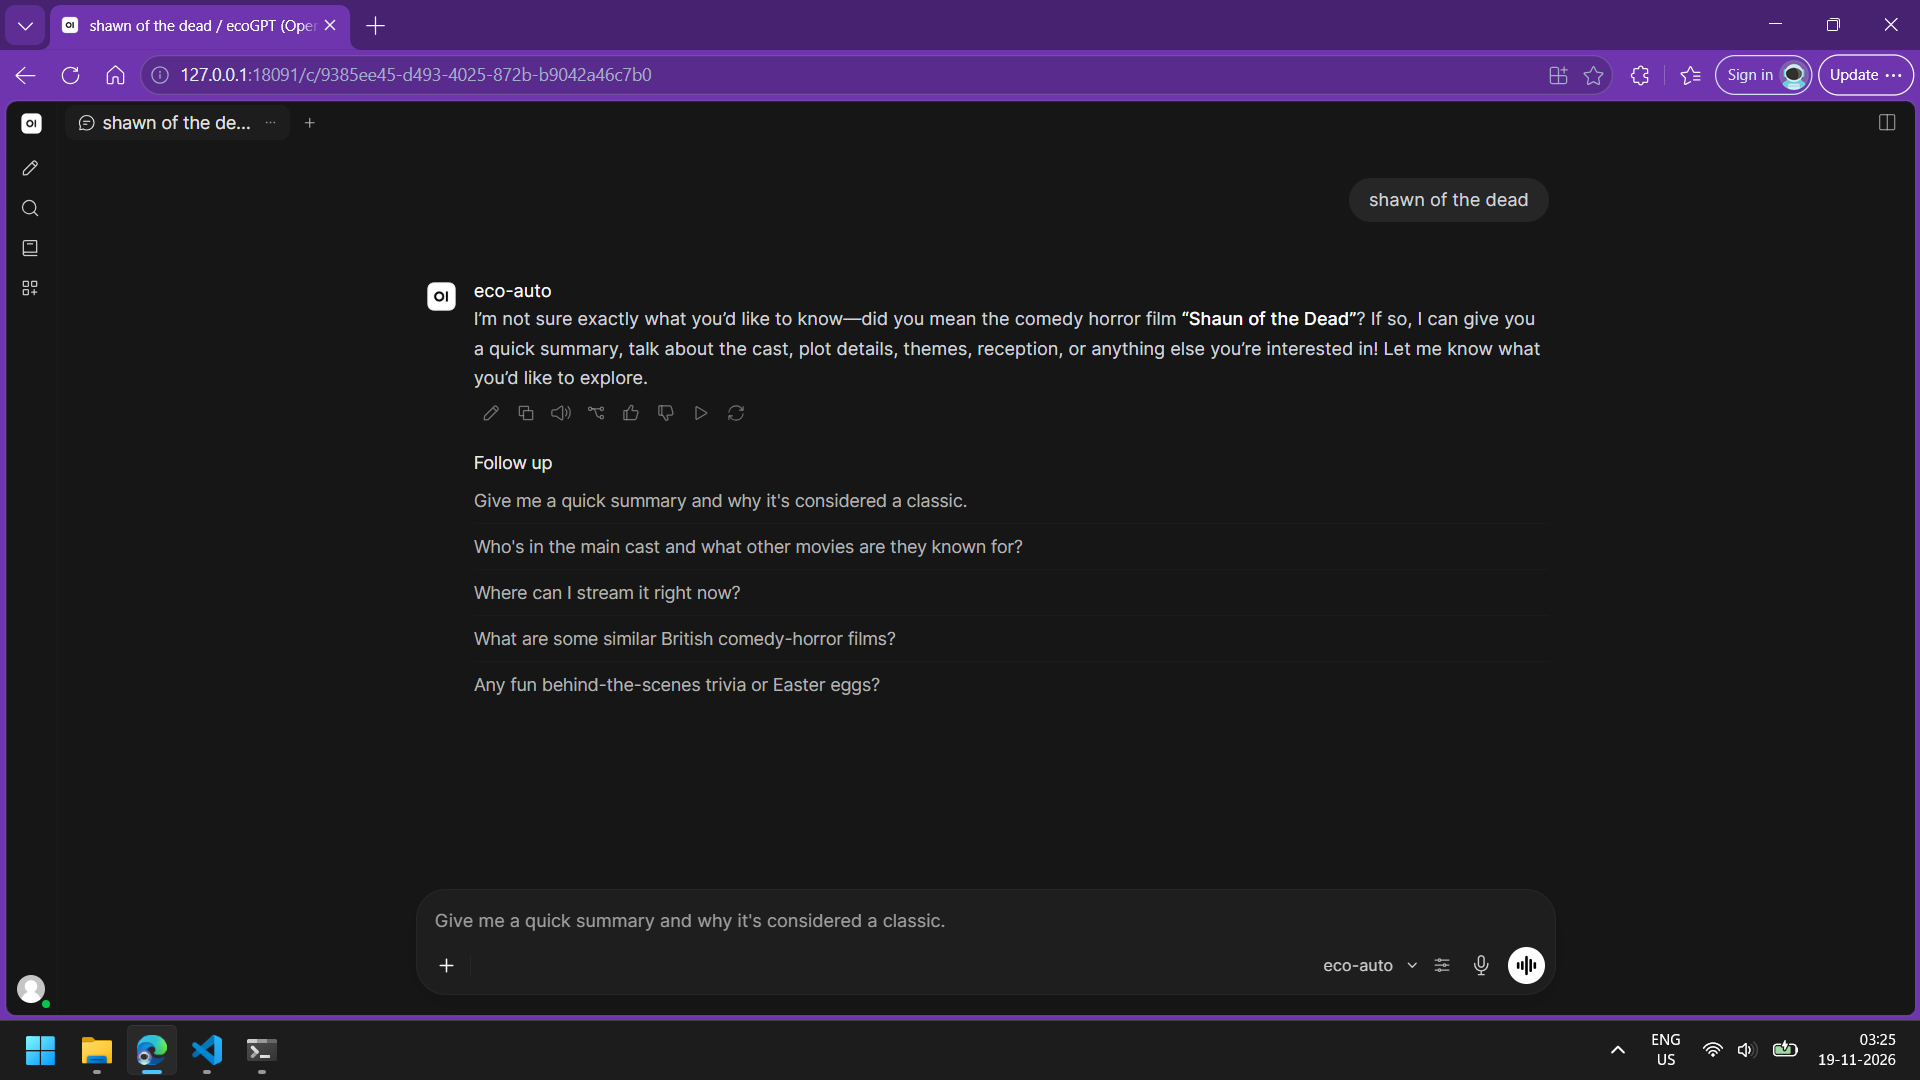 shawn of the dead / ecoGPT (Oper
127.0.0.1:18091/c/9385ee45-d493-4025-872b-b9042a46c7b0
Sign in
Update
OI
shawn of the de...
shawn of the dead
OI
eco-auto
I’m not sure exactly what you’d like to know—did you mean the comedy horror film “Shaun of the Dead”? If so, I can give you
a quick summary, talk about the cast, plot details, themes, reception, or anything else you’re interested in! Let me know what
you’d like to explore.
Follow up
Give me a quick summary and why it's considered a classic.
Who's in the main cast and what other movies are they known for?
Where can I stream it right now?
What are some similar British comedy-horror films?
Any fun behind-the-scenes trivia or Easter eggs?
Give me a quick summary and why it's considered a classic.
eco-auto
ENG
US
03:25
19-11-2026